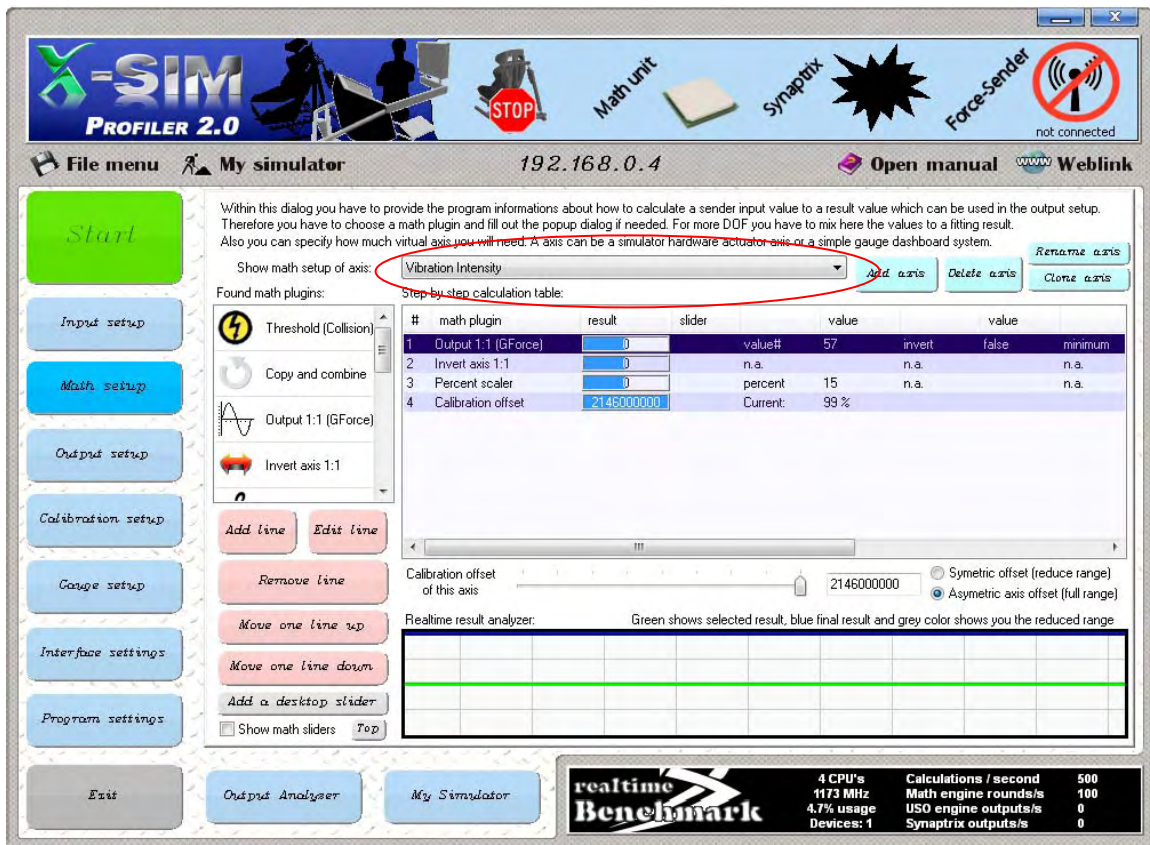 X-SIM
PROFILER 2.0
STOP
Math unit
Synaptrix
Force-Sender
not connected
File menu
My simulator
192.168.0.4
Open manual
www
Weblink
Start
Input setup
Math setup
Output setup
Calibration setup
Gauge setup
Interface settings
Program settings
Exit
Within this dialog you have to provide the program informations about how to calculate a sender input value to a result value which can be used in the output setup.
Therefore you have to choose a math plugin and fill out the popup dialog if needed. For more DOF you have to mix here the values to a fitting result.
Also you can specify how much virtual axis you will need. A axis can be a simulator hardware actuator axis or a simple gauge dashboard system.
Show math setup of axis:
Vibration Intensity
Add axis
Delete axis
Rename axis
Clone axis
Found math plugins:
Threshold (Collision)
Copy and combine
Output 1:1 (GForce)
Invert axis 1:1
Step by step calculation table:
# math plugin result slider value value
1 Output 1:1 (GForce) 0 value# 57 invert false minimum
2 Invert axis 1:1 0 n.a. n.a. n.a.
3 Percent scaler 0 percent 15 n.a. n.a.
4 Calibration offset 2146000000 Current: 99 %
Add line
Edit line
Remove line
Move one line up
Move one line down
Add a desktop slider
Show math sliders
Top
Calibration offset
of this axis
2146000000
Symetric offset (reduce range)
Asymetric axis offset (full range)
Realtime result analyzer:
Green shows selected result, blue final result and grey color shows you the reduced range
Output Analyser
My Simulator
realtime
Benchmark
4 CPU's Calculations / second 500
1173 MHz Math engine rounds/s 100
4.7% usage USO engine outputs/s 0
Devices: 1 Synaptrix outputs/s 0